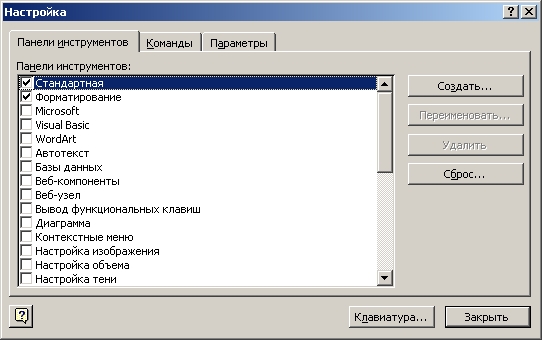 Настройка
Панели инструментов Команды Параметры
Панели инструментов:
Стандартная
Форматирование
Microsoft
Visual Basic
WordArt
Автотекст
Базы данных
Веб-компоненты
Веб-узел
Вывод функциональных клавиш
Диаграмма
Контекстные меню
Настройка изображения
Настройка объема
Настройка тени
Создать...
Переименовать...
Удалить
Сброс...
Клавиатура... Закрыть